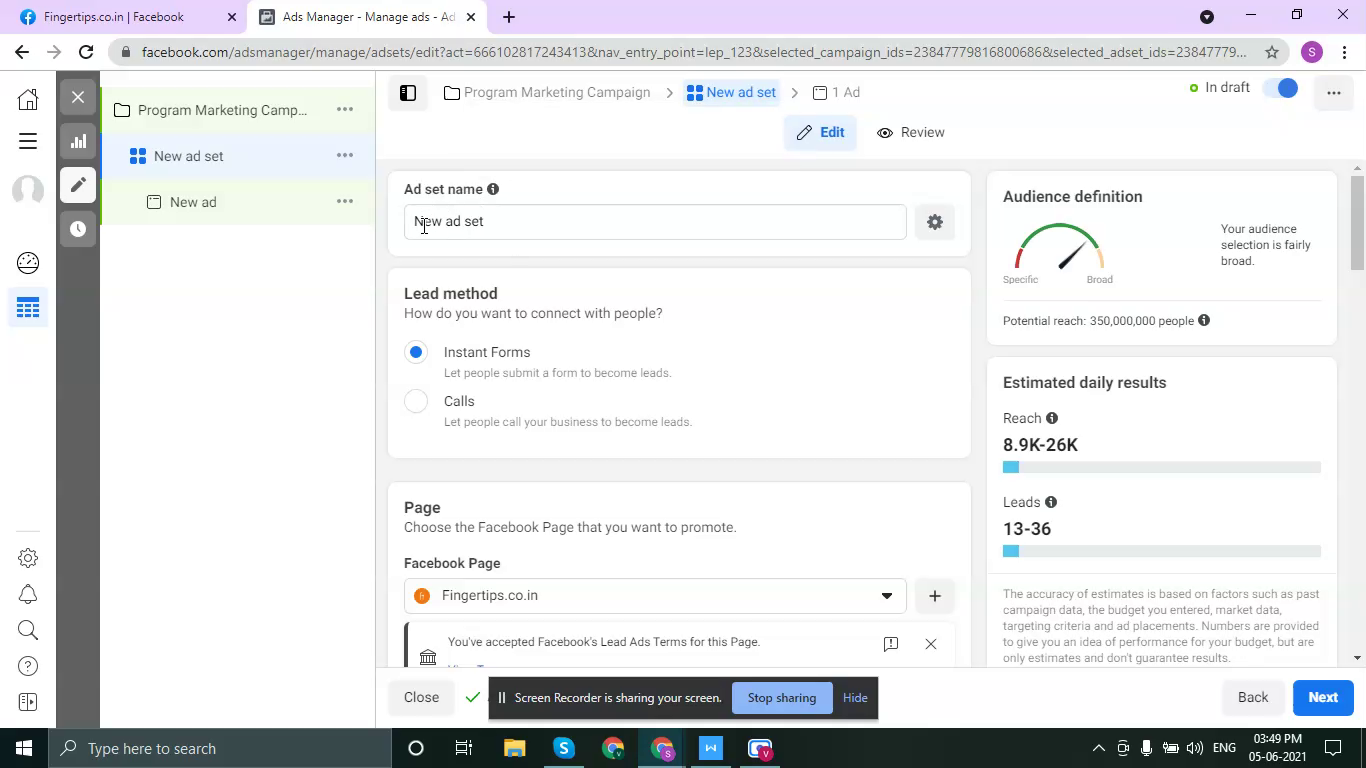 Fingertips.co.in | Facebook
Ads Manager - Manage ads - Ad
facebook.com/adsmanager/manage/adsets/edit?act=666102817243413&nav_entry_point=lep_123&selected_campaign_ids=23847779816800686&selected_adset_ids=23847779...
S
Program Marketing Camp...
New ad set
New ad
Program Marketing Campaign
New ad set
1 Ad
In draft
Edit
Review
Ad set name
New ad set
Lead method
How do you want to connect with people?
Instant Forms
Let people submit a form to become leads.
Calls
Let people call your business to become leads.
Page
Choose the Facebook Page that you want to promote.
Facebook Page
Fingertips.co.in
You've accepted Facebook's Lead Ads Terms for this Page.
Audience definition
Your audience
selection is fairly
broad.
Specific
Broad
Potential reach: 350,000,000 people
Estimated daily results
Reach
8.9K-26K
Leads
13-36
The accuracy of estimates is based on factors such as past
campaign data, the budget you entered, market data,
targeting criteria and ad placements. Numbers are provided
to give you an idea of performance for your budget, but are
only estimates and don't guarantee results.
Close
Screen Recorder is sharing your screen.
Stop sharing
Hide
Back
Next
Type here to search
ENG
03:49 PM
05-06-2021